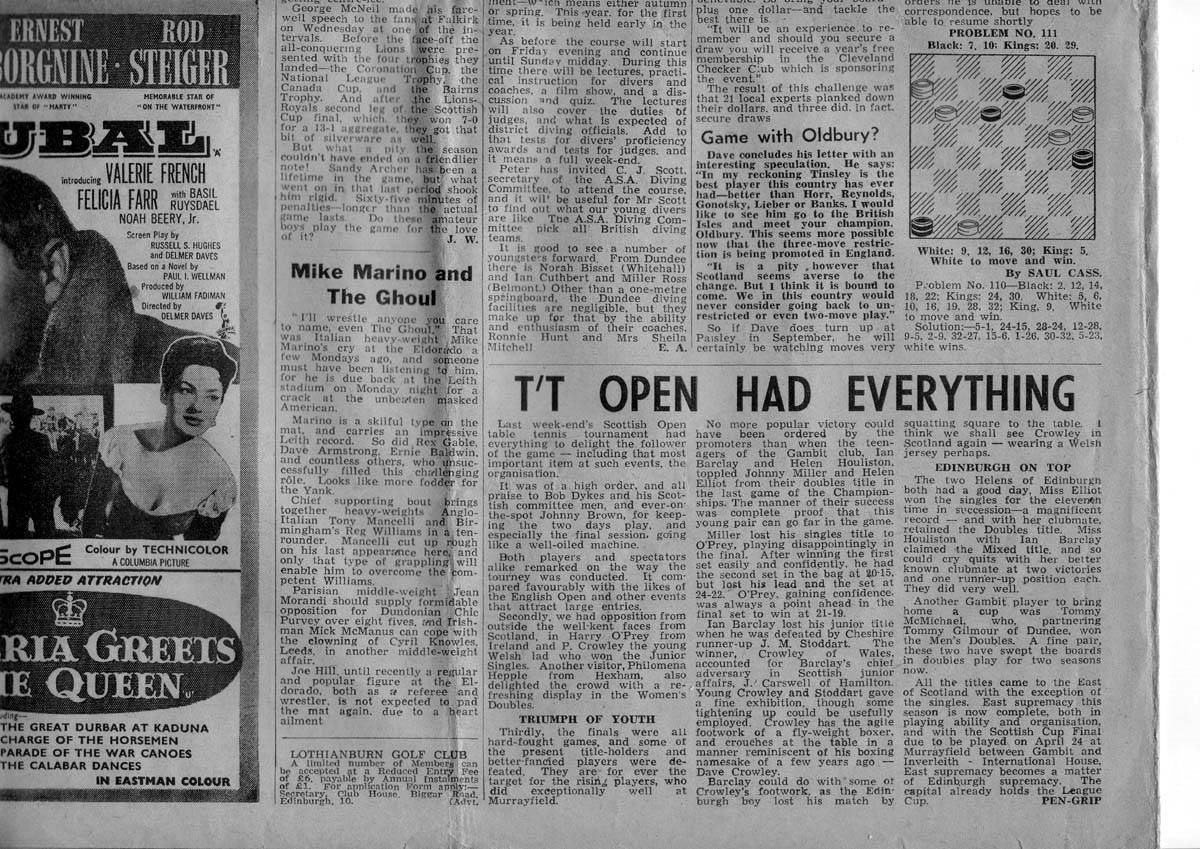 ERNEST ROD
BORGNINE · STEIGER
ACADEMY AWARD WINNING MEMORABLE STAR OF
STAR OF "MARTY" "ON THE WATERFRONT"
UBAL 'A'
introducing VALERIE FRENCH
FELICIA FARR with BASIL
RUYSDAEL
NOAH BEERY, Jr.
Screen Play by
RUSSELL S. HUGHES
and DELMER DAVES
Based on a Novel by
PAUL I. WELLMAN
Produced by
WILLIAM FADIMAN
Directed by
DELMER DAVES
SCOPE Colour by TECHNICOLOR
A COLUMBIA PICTURE
TRA ADDED ATTRACTION
RIA GREETS
E QUEEN 'U'
THE GREAT DURBAR AT KADUNA
CHARGE OF THE HORSEMEN
PARADE OF THE WAR CANOES
THE CALABAR DANCES
IN EASTMAN COLOUR
George McNeil made his fare-
well speech to the fans at Falkirk
on Wednesday at one of the in-
tervals. Before the face-off the
all-conquering Lions were pre-
sented with the four trophies they
landed—the Coronation Cup, the
National League Trophy, the
Canada Cup, and the Bairns
Trophy. And after the Lions-
Royals second leg of the Scottish
Cup final, which they won 7-0
for a 13-1 aggregate, they got that
bit of silverware as well.
But what a pity the season
couldn't have ended on a friendlier
note! Sandy Archer has been a
lifetime in the game, but what
went on in that last period shook
him rigid. Sixty-five minutes of
penalties—longer than the actual
game lasts. Do these amateur
boys play the game for the love
of it? J. W.
Mike Marino and
The Ghoul
"I'll wrestle anyone you care
to name, even The Ghoul." That
was Italian heavy-weight Mike
Marino's cry at the Eldorado a
few Mondays ago, and someone
must have been listening to him,
for he is due back at the Leith
stadium on Monday night for a
crack at the unbeaten masked
American.
Marino is a skilful type on the
mat, and carries an impressive
Leith record. So did Rex Gable,
Dave Armstrong, Ernie Baldwin,
and countless others, who unsuc-
cessfully filled this challenging
rôle. Looks like more fodder for
the Yank.
Chief supporting bout brings
together heavy-weights Anglo-
Italian Tony Mancelli and Bir-
mingham's Reg Williams in a ten-
rounder. Mancelli cut up rough
on his last appearance here, and
only that type of grappling will
enable him to overcome the com-
petent Williams.
Parisian middle-weight Jean
Morandi should supply formidable
opposition for Dundonian Chic
Purvey over eight fives, and Irish-
man Mick McManus can cope with
the clowning of Cyril Knowles,
Leeds, in another middle-weight
affair.
Joe Hill, until recently a regular
and popular figure at the El-
dorado, both as a referee and
wrestler, is not expected to pad
the mat again, due to a heart
ailment
LOTHIANBURN GOLF CLUB
A limited number of Members can
be accepted at a Reduced Entry Fee
of £6, payable by Annual Instalments
of £1. For application Form apply:—
Secretary, Club House, Biggar Road,
Edinburgh, 10. (Advt.
ment—which means either autumn
or spring. This year, for the first
time, it is being held early in the
year.
As before the course will start
on Friday evening and continue
until Sunday midday. During this
time there will be lectures, practi-
cal instruction for divers and
coaches, a film show, and a dis-
cussion and quiz. The lectures
will also cover the duties of
judges, and what is expected of
district diving officials. Add to
that tests for divers' proficiency
awards and tests for judges, and
it means a full week-end.
Peter has invited C. J. Scott,
secretary of the A.S.A. Diving
Committee, to attend the course,
and it will be useful for Mr Scott
to find out what our young divers
are like The A.S.A. Diving Com-
mittee pick all British diving
teams.
It is good to see a number of
youngsters forward. From Dundee
there is Norah Bisset (Whitehall)
and Ian Cuthbert and Miller Ross
(Belmont.) Other than a one-metre
springboard, the Dundee diving
facilities are negligible, but they
make up for that by the ability
and enthusiasm of their coaches,
Ronnie Hunt and Mrs Sheila
Mitchell E. A.
plus one dollar—and tackle the
best there is
"It will be an experience to re-
member and should you secure a
draw you will receive a year's free
membership in the Cleveland
Checker Club which is sponsoring
the event."
The result of this challenge was
that 21 local experts planked down
their dollars, and three did, in fact,
secure draws
Game with Oldbury?
Dave concludes his letter with an
interesting speculation. He says:
"In my reckoning Tinsley is the
best player this country has ever
had—better than Horr, Reynolds,
Gonotsky, Lieber or Banks. I would
like to see him go to the British
Isles and meet your champion,
Oldbury. This seems more possible
now that the three-move restric-
tion is being promoted in England.
"It is a pity, however that
Scotland seems averse to the
change. But I think it is bound to
come. We in this country would
never consider going back to un-
restricted or even two-move play."
So if Dave does turn up at
Paisley in September, he will
certainly be watching moves very
orders he is unable to deal with
correspondence, but hopes to be
able to resume shortly
PROBLEM NO. 111
Black: 7, 10; Kings: 20, 29.
White: 9, 12, 16, 30; King: 5.
White to move and win.
By SAUL CASS.
Problem No. 110—Black: 2, 12, 14,
18, 22; Kings: 24, 30. White: 5, 6,
10, 16, 19, 28, 32; King, 9. White
to move and win.
Solution:—5-1, 24-15, 28-24, 12-28,
9-5, 2-9, 32-27, 15-6, 1-26, 30-32, 5-23,
white wins.
T'T OPEN HAD EVERYTHING
Last week-end's Scottish Open
table tennis tournament had
everything to delight the follower
of the game — including that most
important item at such events, the
organisation.
It was of a high order, and all
praise to Bob Dykes and his Scot-
tish committee men, and ever-on-
the-spot Johnny Brown, for keep-
ing the two days play, and
especially the final session, going
like a well-oiled machine.
Both players and spectators
alike remarked on the way the
tourney was conducted. It com-
pared favourably with the likes of
the English Open and other events
that attract large entries.
Secondly, we had opposition from
outside the well-kent faces from
Scotland, in Harry O'Prey from
Ireland and P. Crowley the young
Welsh lad who won the Junior
Singles. Another visitor, Philomena
Hepple from Hexham, also
delighted the crowd with a re-
freshing display in the Women's
Doubles.
TRIUMPH OF YOUTH
Thirdly, the finals were all
hard-fought games, and some of
the present title-holders and
better-fancied players were de-
feated. They are for ever the
target for the rising players, who
did exceptionally well at
Murrayfield.
No more popular victory could
have been ordered by the
promoters than when the teen-
agers of the Gambit club, Ian
Barclay and Helen Houliston,
toppled Johnny Miller and Helen
Elliot from their doubles title in
the last game of the Champion-
ships. The manner of their success
was complete proof that this
young pair can go far in the game.
Miller lost his singles title to
O'Prey, playing disappointingly in
the final. After winning the first
set easily and confidently, he had
the second set in the bag at 20-15,
but lost his lead and the set at
24-22. O'Prey, gaining confidence,
was always a point ahead in the
final set to win at 21-19.
Ian Barclay lost his junior title
when he was defeated by Cheshire
runner-up J. M. Stoddart. The
winner, Crowley of Wales,
accounted for Barclay's chief
adversary in Scottish junior
affairs, J. Carswell of Hamilton.
Young Crowley and Stoddart gave
a fine exhibition, though some
tightening up could be usefully
employed. Crowley has the agile
footwork of a fly-weight boxer,
and crouches at the table in a
manner reminiscent of his boxing
namesake of a few years ago —
Dave Crowley.
Barclay could do with some of
Crowley's footwork, as the Edin-
burgh boy lost his match by
squatting square to the table. I
think we shall see Crowley in
Scotland again — wearing a Welsh
jersey perhaps.
EDINBURGH ON TOP
The two Helens of Edinburgh
both had a good day. Miss Elliot
won the singles for the eleventh
time in succession—a magnificent
record — and with her clubmate,
retained the Doubles title. Miss
Houliston with Ian Barclay
claimed the Mixed title, and so
could cry quits with her better
known clubmate at two victories
and one runner-up position each.
They did very well.
Another Gambit player to bring
home a cup was Tommy
McMichael, who, partnering
Tommy Gilmour of Dundee, won
the Men's Doubles. A fine pair,
these two have swept the boards
in doubles play for two seasons
now.
All the titles came to the East
of Scotland with the exception of
the singles. East supremacy this
season is now complete, both in
playing ability and organisation,
and with the Scottish Cup Final
due to be played on April 24 at
Murrayfield between Gambit and
Inverleith - International House,
East supremacy becomes a matter
of Edinburgh supremacy. The
capital already holds the League
Cup. PEN-GRIP